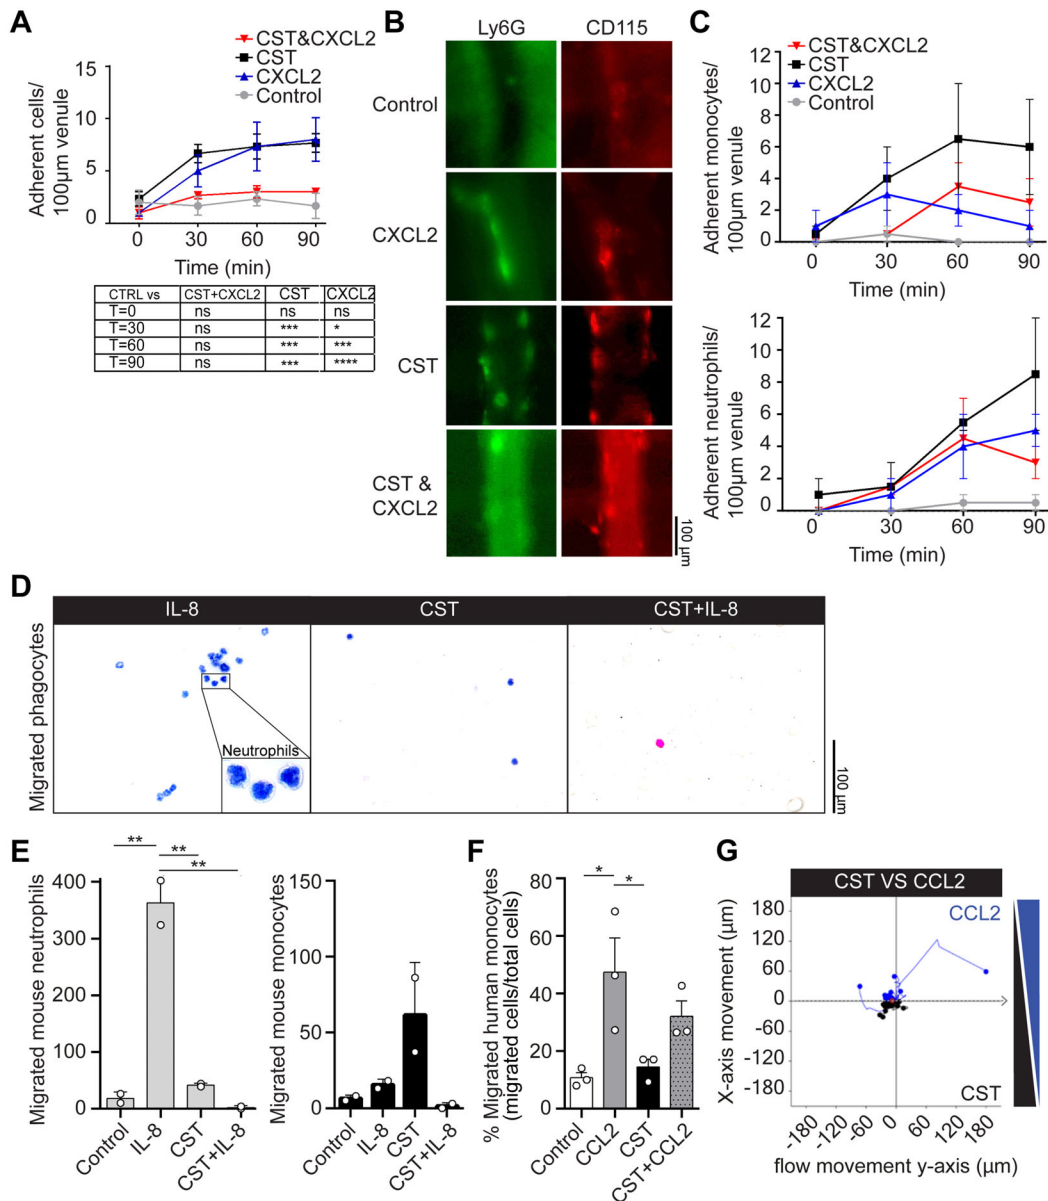 A
CST&CXCL2
CST
CXCL2
Control
Adherent cells/
100µm venule
15
10
5
0
0 30 60 90
Time (min)
CTRL vs CST+CXCL2 CST CXCL2
T=0 ns ns ns
T=30 ns *** *
T=60 ns *** ***
T=90 ns *** ****
B
Ly6G CD115
Control
CXCL2
CST
CST &
CXCL2
100 µm
C
CST&CXCL2
CST
CXCL2
Control
Adherent monocytes/
100µm venule
12
10
8
6
4
2
0
0 30 60 90
Time (min)
Adherent neutrophils/
100µm venule
12
10
8
6
4
2
0
0 30 60 90
Time (min)
D
IL-8 CST CST+IL-8
Migrated phagocytes
Neutrophils
100 µm
E
** ** **
Migrated mouse neutrophils
400
300
200
100
0
Control IL-8 CST CST+IL-8
Migrated mouse monocytes
150
100
50
0
Control IL-8 CST CST+IL-8
F
* *
% Migrated human monocytes
(migrated cells/total cells)
80
60
40
20
0
Control CCL2 CST CST+CCL2
G
CST VS CCL2
CCL2
CST
X-axis movement (µm)
180
120
60
0
-60
-120
-180
-180 -120 -60 0 60 120 180
flow movement y-axis (µm)